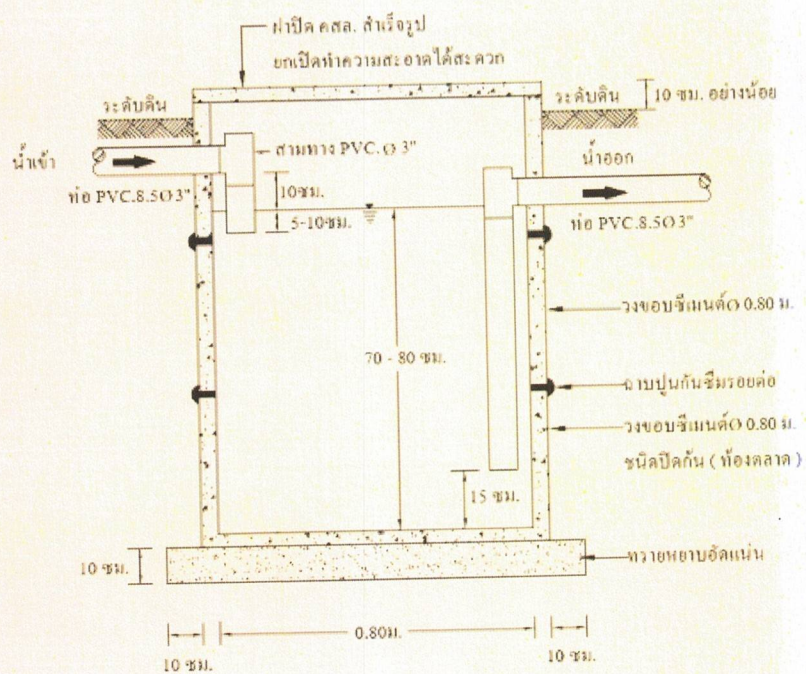 ฝาปิด คสล. สำเร็จรูป
ยกเปิดทำความสะอาดได้สะดวก
ระดับดิน
ระดับดิน
10 ซม. อย่างน้อย
น้ำเข้า
สามทาง PVC. Ø 3"
น้ำออก
ท่อ PVC.8.5Ø3"
10ซม.
5-10ซม.
ท่อ PVC.8.5Ø3"
วงขอบซีเมนต์Ø 0.80 ม.
70 - 80 ซม.
ฉาบปูนกันซึมรอยต่อ
วงขอบซีเมนต์Ø 0.80 ม.
ชนิดปิดก้น ( ท้องตลาด )
15 ซม.
ทรายหยาบอัดแน่น
10 ซม.
0.80ม.
10 ซม.
10 ซม.